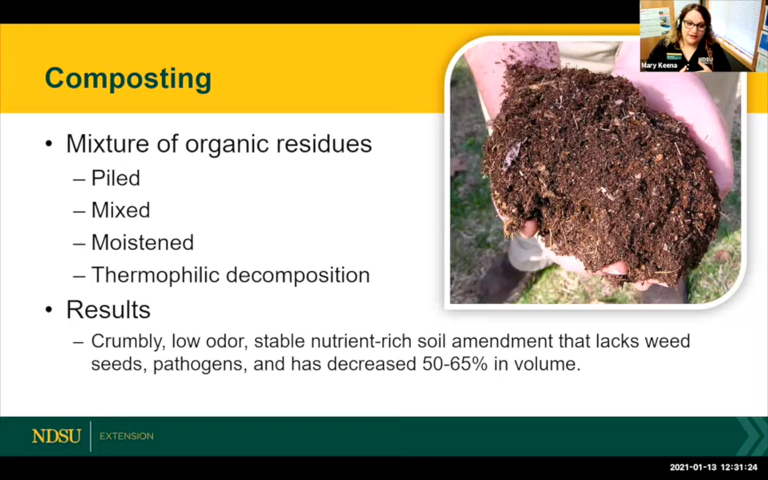 Mary Keena
NDSU
Composting
• Mixture of organic residues
– Piled
– Mixed
– Moistened
– Thermophilic decomposition
• Results
– Crumbly, low odor, stable nutrient-rich soil amendment that lacks weed
seeds, pathogens, and has decreased 50-65% in volume.
NDSU EXTENSION
2021-01-13 12:31:24